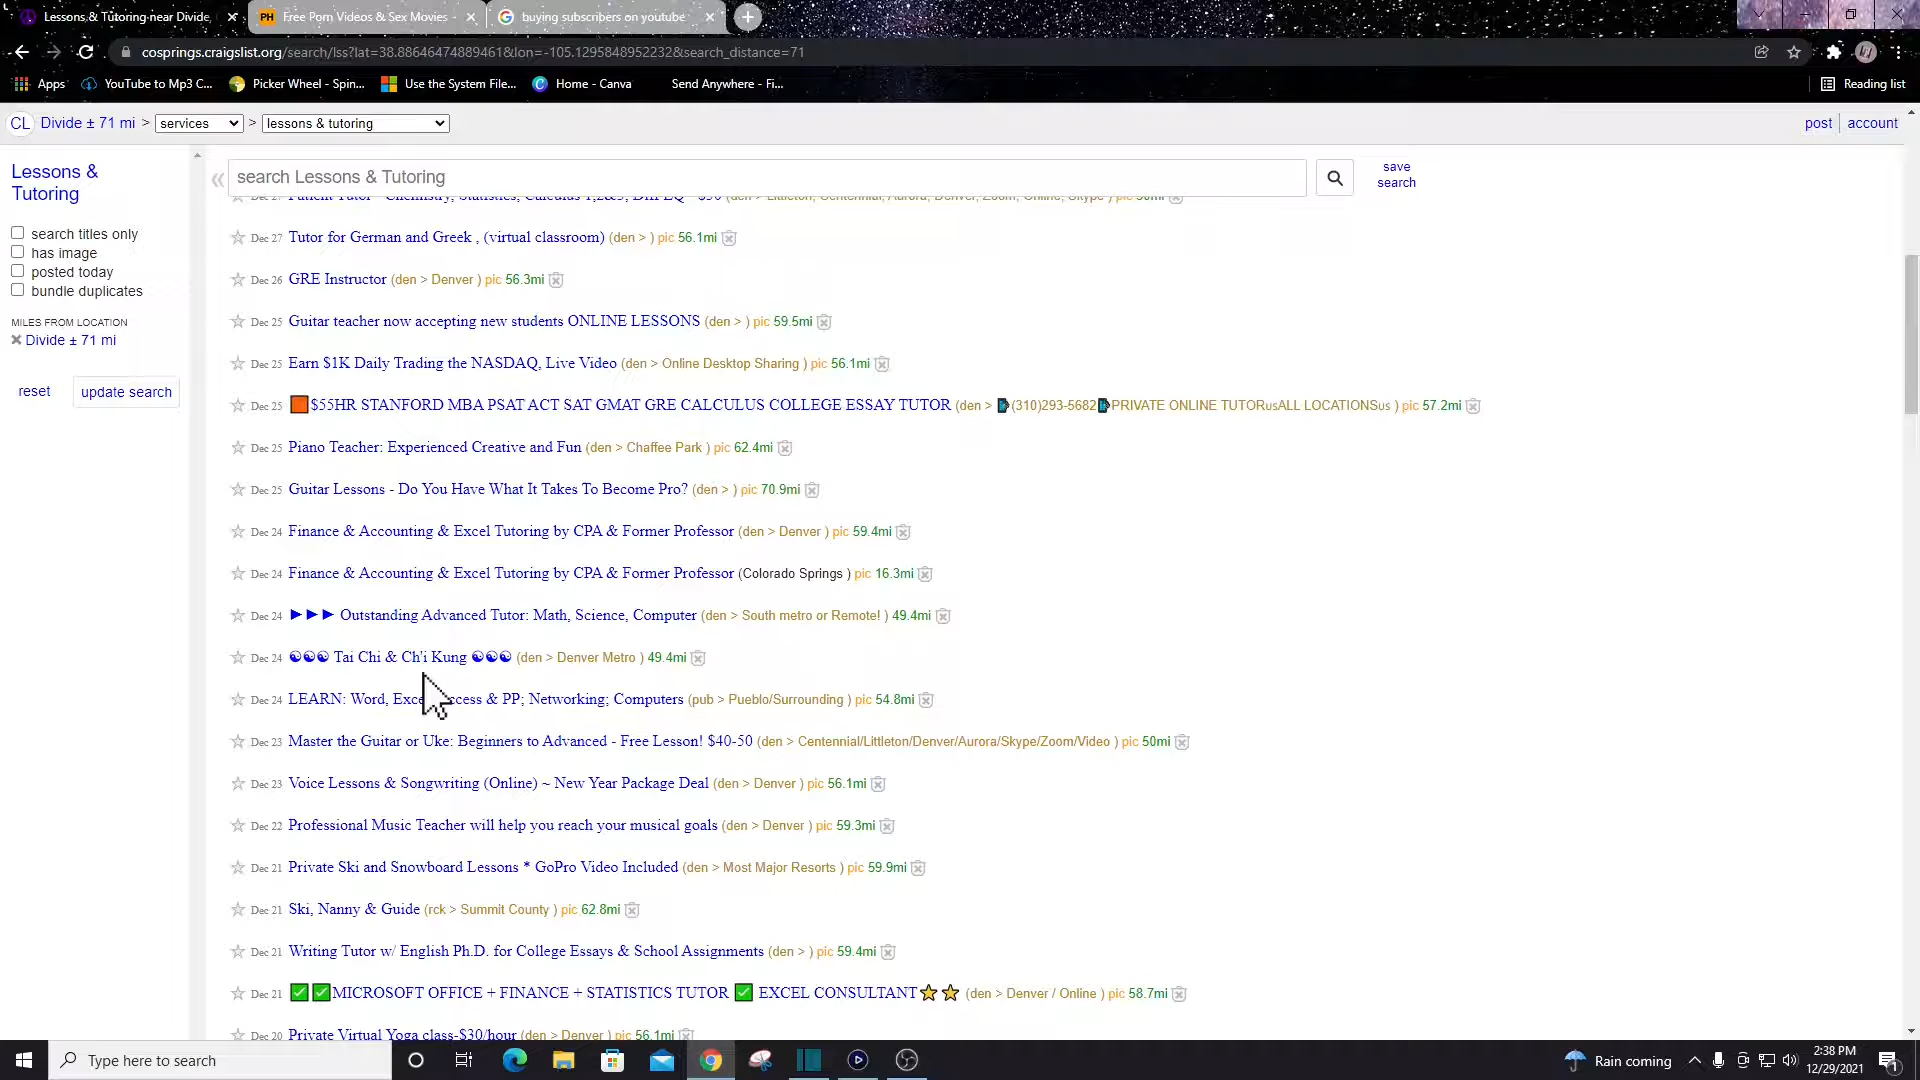 Lessons & Tutoring near Divide,
PH Free Porn Videos & Sex Movies -
buying subscribers on youtube
cosprings.craigslist.org/search/lss?lat=38.88646474889461&lon=-105.1295848952232&search_distance=71
Apps YouTube to Mp3 C... Picker Wheel - Spin... Use the System File... Home - Canva Send Anywhere - Fi... Reading list
CL Divide ± 71 mi > services > lessons & tutoring post account
Lessons &
Tutoring
search titles only
has image
posted today
bundle duplicates
MILES FROM LOCATION
Divide ± 71 mi
reset update search
search Lessons & Tutoring
save
search
Dec 27 Tutor for German and Greek , (virtual classroom) (den > ) pic 56.1mi
Dec 26 GRE Instructor (den > Denver ) pic 56.3mi
Dec 25 Guitar teacher now accepting new students ONLINE LESSONS (den > ) pic 59.5mi
Dec 25 Earn $1K Daily Trading the NASDAQ, Live Video (den > Online Desktop Sharing ) pic 56.1mi
Dec 25 🟧$55HR STANFORD MBA PSAT ACT SAT GMAT GRE CALCULUS COLLEGE ESSAY TUTOR (den > (310)293-5682 PRIVATE ONLINE TUTORusALL LOCATIONSus ) pic 57.2mi
Dec 25 Piano Teacher: Experienced Creative and Fun (den > Chaffee Park ) pic 62.4mi
Dec 25 Guitar Lessons - Do You Have What It Takes To Become Pro? (den > ) pic 70.9mi
Dec 24 Finance & Accounting & Excel Tutoring by CPA & Former Professor (den > Denver ) pic 59.4mi
Dec 24 Finance & Accounting & Excel Tutoring by CPA & Former Professor (Colorado Springs ) pic 16.3mi
Dec 24 ►►► Outstanding Advanced Tutor: Math, Science, Computer (den > South metro or Remote! ) 49.4mi
Dec 24 ☯☯☯ Tai Chi & Ch'i Kung ☯☯☯ (den > Denver Metro ) 49.4mi
Dec 24 LEARN: Word, & PP; Networking; Computers (pub > Pueblo/Surrounding ) pic 54.8mi
Dec 23 Master the Guitar or Uke: Beginners to Advanced - Free Lesson! $40-50 (den > Centennial/Littleton/Denver/Aurora/Skype/Zoom/Video ) pic 50mi
Dec 23 Voice Lessons & Songwriting (Online) ~ New Year Package Deal (den > Denver ) pic 56.1mi
Dec 22 Professional Music Teacher will help you reach your musical goals (den > Denver ) pic 59.3mi
Dec 21 Private Ski and Snowboard Lessons * GoPro Video Included (den > Most Major Resorts ) pic 59.9mi
Dec 21 Ski, Nanny & Guide (rck > Summit County ) pic 62.8mi
Dec 21 Writing Tutor w/ English Ph.D. for College Essays & School Assignments (den > ) pic 59.4mi
Dec 21 ✅✅MICROSOFT OFFICE + FINANCE + STATISTICS TUTOR ✅ EXCEL CONSULTANT⭐⭐ (den > Denver / Online ) pic 58.7mi
Dec 20 Private Virtual Yoga class-$30/hour (den > Denver ) pic 56.1mi
Type here to search
Rain coming
2:38 PM
12/29/2021
1